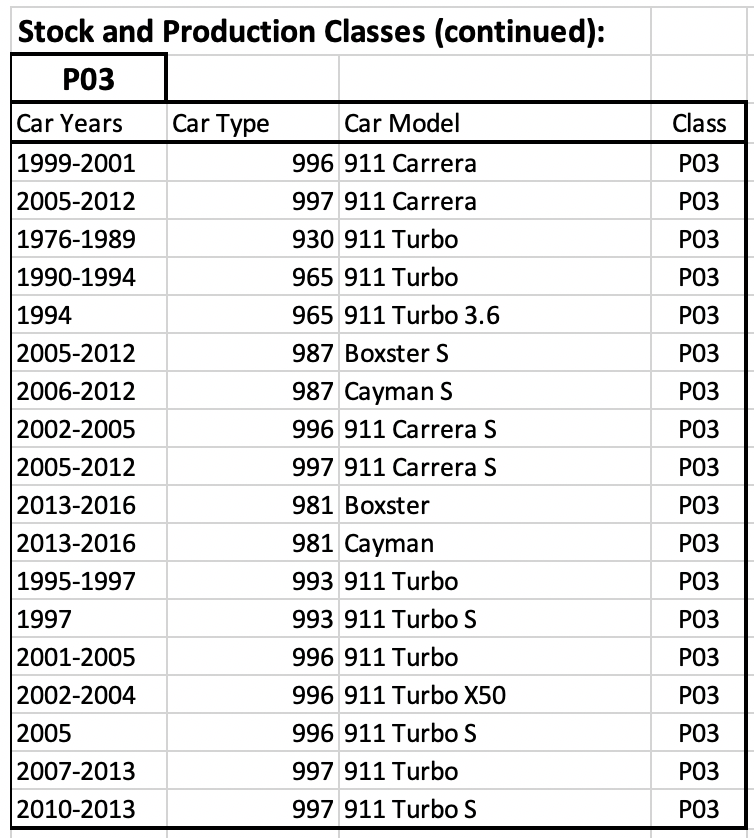 Stock and Production Classes (continued):
P03
Car Years Car Type Car Model Class
1999-2001 996 911 Carrera P03
2005-2012 997 911 Carrera P03
1976-1989 930 911 Turbo P03
1990-1994 965 911 Turbo P03
1994 965 911 Turbo 3.6 P03
2005-2012 987 Boxster S P03
2006-2012 987 Cayman S P03
2002-2005 996 911 Carrera S P03
2005-2012 997 911 Carrera S P03
2013-2016 981 Boxster P03
2013-2016 981 Cayman P03
1995-1997 993 911 Turbo P03
1997 993 911 Turbo S P03
2001-2005 996 911 Turbo P03
2002-2004 996 911 Turbo X50 P03
2005 996 911 Turbo S P03
2007-2013 997 911 Turbo P03
2010-2013 997 911 Turbo S P03